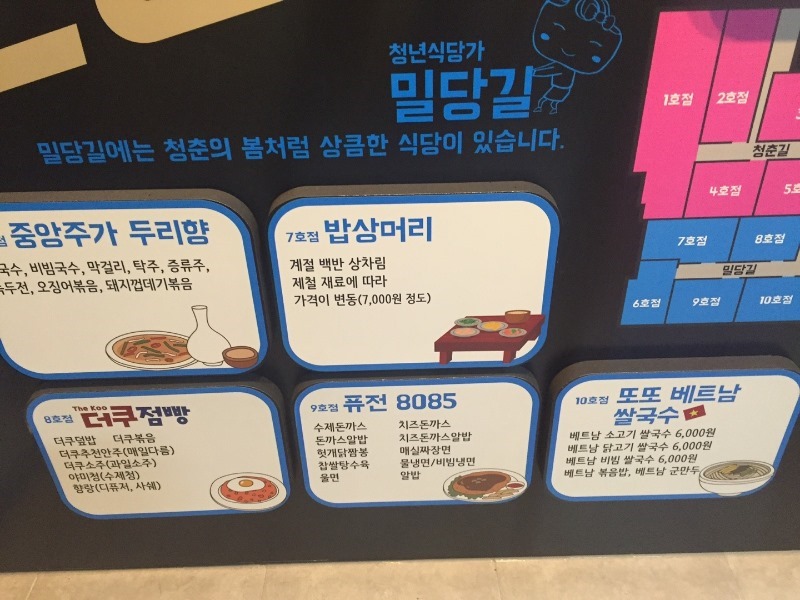 청년식당가
밀당길
밀당길에는 청춘의 봄처럼 상큼한 식당이 있습니다.
중앙주가 두리향
국수, 비빔국수, 막걸리, 탁주, 증류주,
녹두전, 오징어볶음, 돼지껍데기볶음
7호점 밥상머리
계절 백반 상차림
제철 재료에 따라
가격이 변동(7,000원 정도)
8호점 The Koo 더쿠점빵
더쿠덮밥 더쿠볶음
더쿠추천안주(매일다름)
더쿠소주(과일소주)
야미청(수제청)
향랑(디퓨저, 사쉐)
9호점 퓨전 8085
수제돈까스 치즈돈까스
돈까스알밥 치즈돈까스알밥
헛개닭짬뽕 매실짜장면
찹쌀탕수육 물냉면/비빔냉면
울면 알밥
10호점 또또 베트남
쌀국수
베트남 소고기 쌀국수 6,000원
베트남 닭고기 쌀국수 6,000원
베트남 비빔 쌀국수 6,000원
베트남 볶음밥, 베트남 군만두
1호점 2호점
청춘길
4호점
7호점 8호점
밀당길
6호점 9호점 10호점